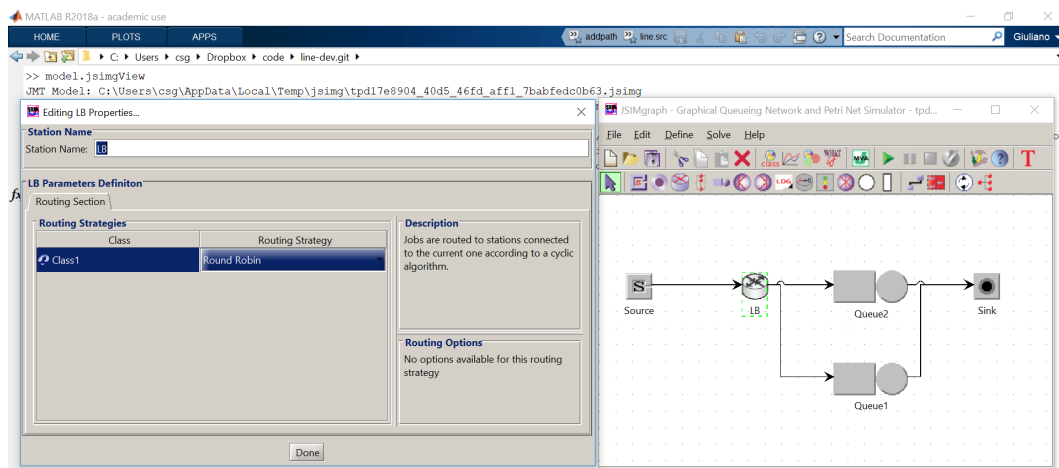 MATLAB R2018a - academic use
HOME PLOTS APPS
addpath line.src
Search Documentation
Giuliano
C: Users csg Dropbox code line-dev.git
>> model.jsimgView
JMT Model: C:\Users\csg\AppData\Local\Temp\jsimg\tpd17e8904_40d5_46fd_aff1_7babfedc0b63.jsimg
fx
Editing LB Properties...
Station Name
Station Name: LB
LB Parameters Definiton
Routing Section
Routing Strategies
Class Routing Strategy
Class1 Round Robin
Description
Jobs are routed to stations connected
to the current one according to a cyclic
algorithm.
Routing Options
No options available for this routing
strategy
Done
JSIMgraph - Graphical Queueing Network and Petri Net Simulator - tpd...
File Edit Define Solve Help
class
WHAT
IF
MVA
T
S
LOG
S
Source
LB
Queue2
Sink
Queue1